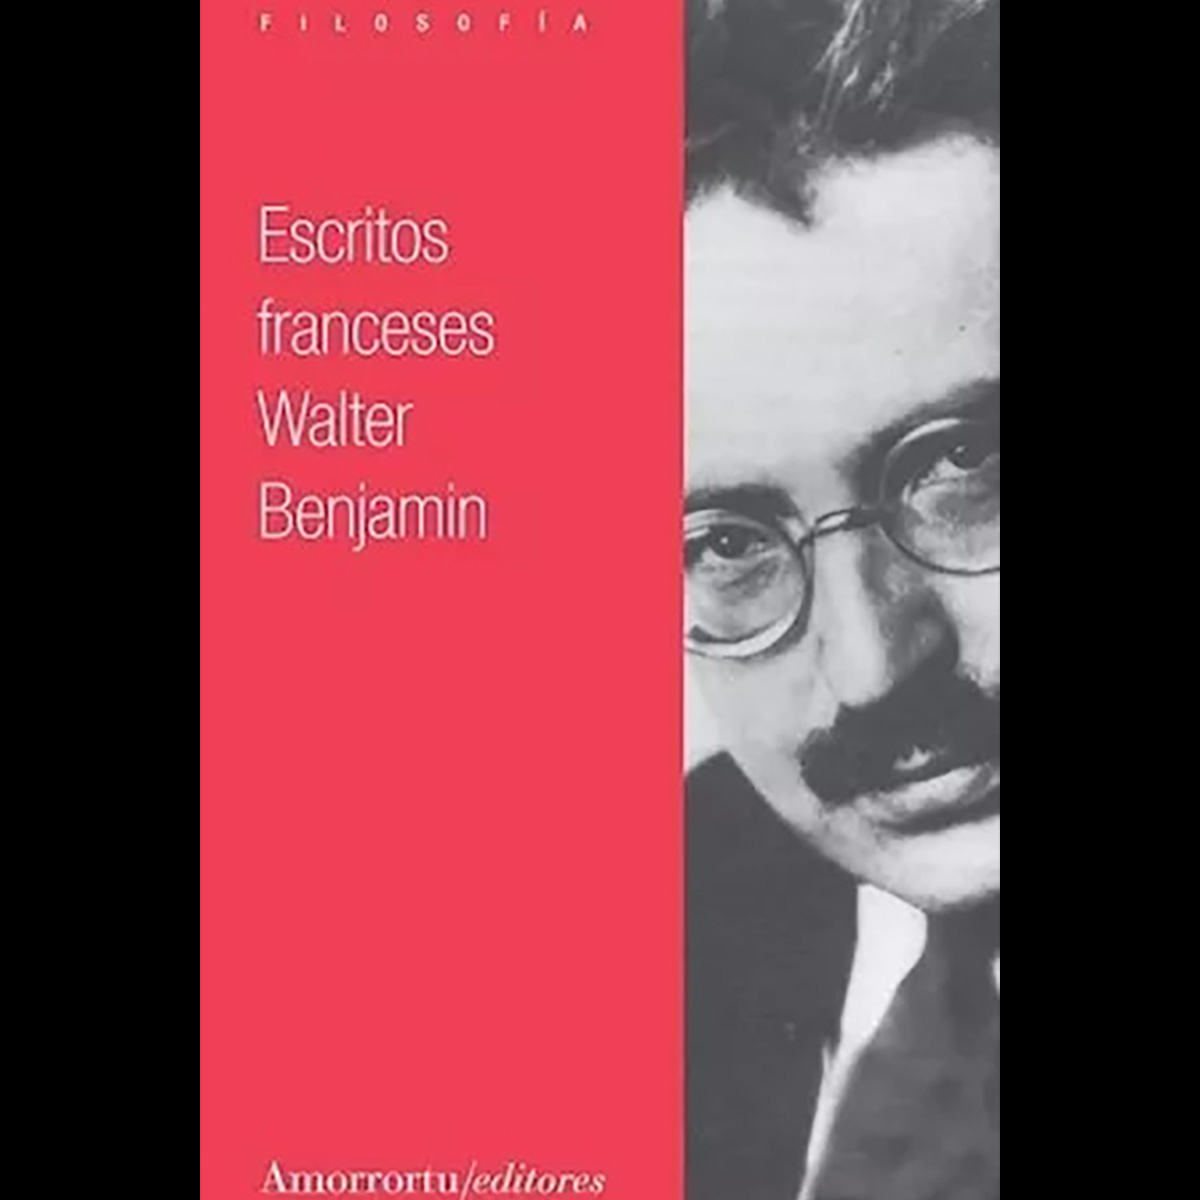 FILOSOFÍA
Escritos
franceses
Walter
Benjamin
Amorrortu/editores